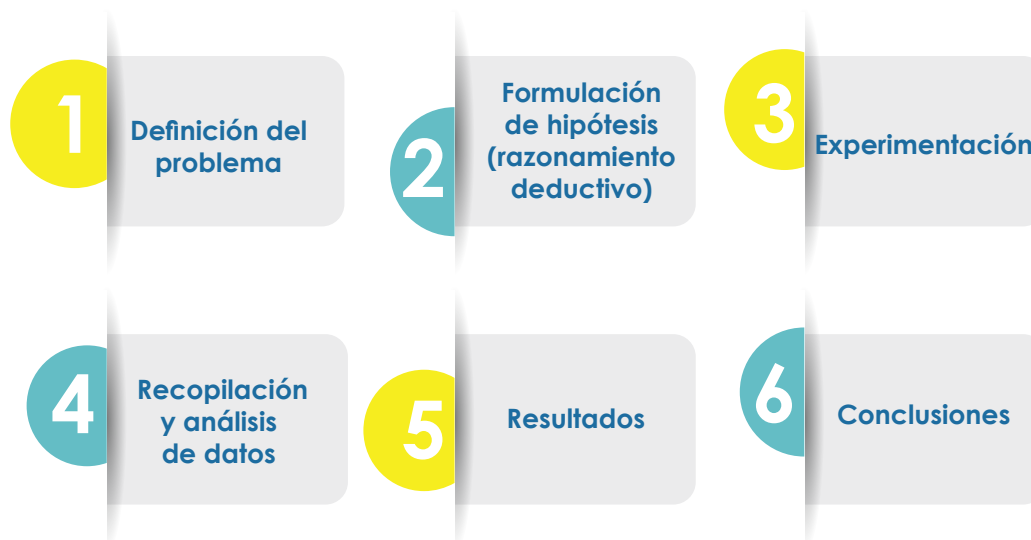 1
Definición del
problema
2
Formulación
de hipótesis
(razonamiento
deductivo)
3
Experimentación
4
Recopilación
y análisis
de datos
5
Resultados
6
Conclusiones